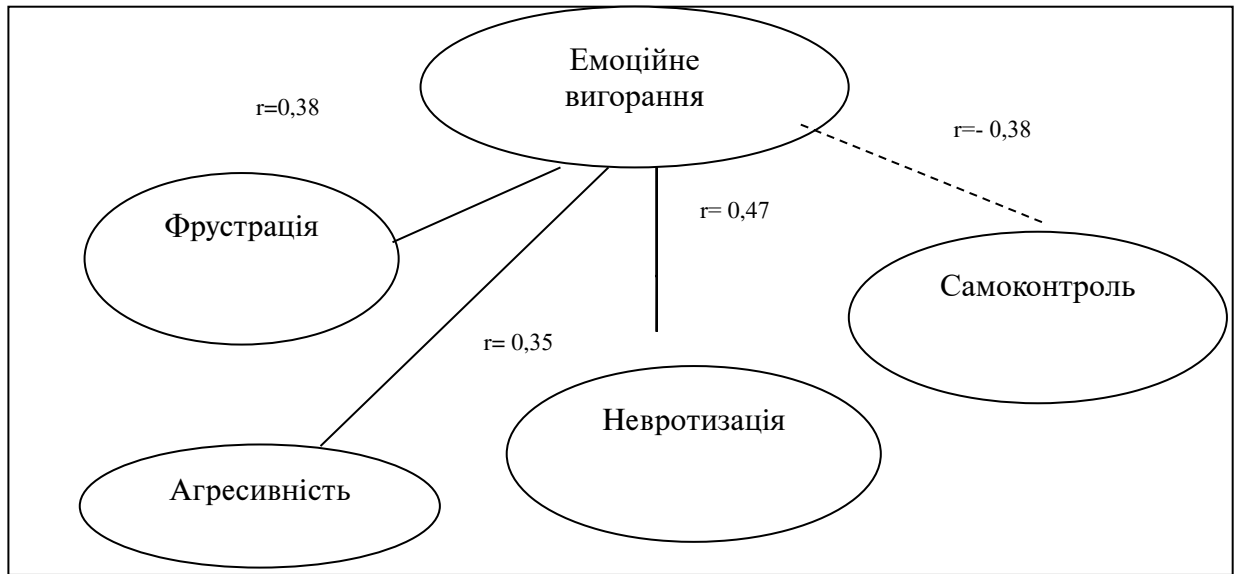 Емоційне
вигорання
r=0,38
r=- 0,38
Фрустрація
r= 0,47
Самоконтроль
r= 0,35
Невротизація
Агресивність